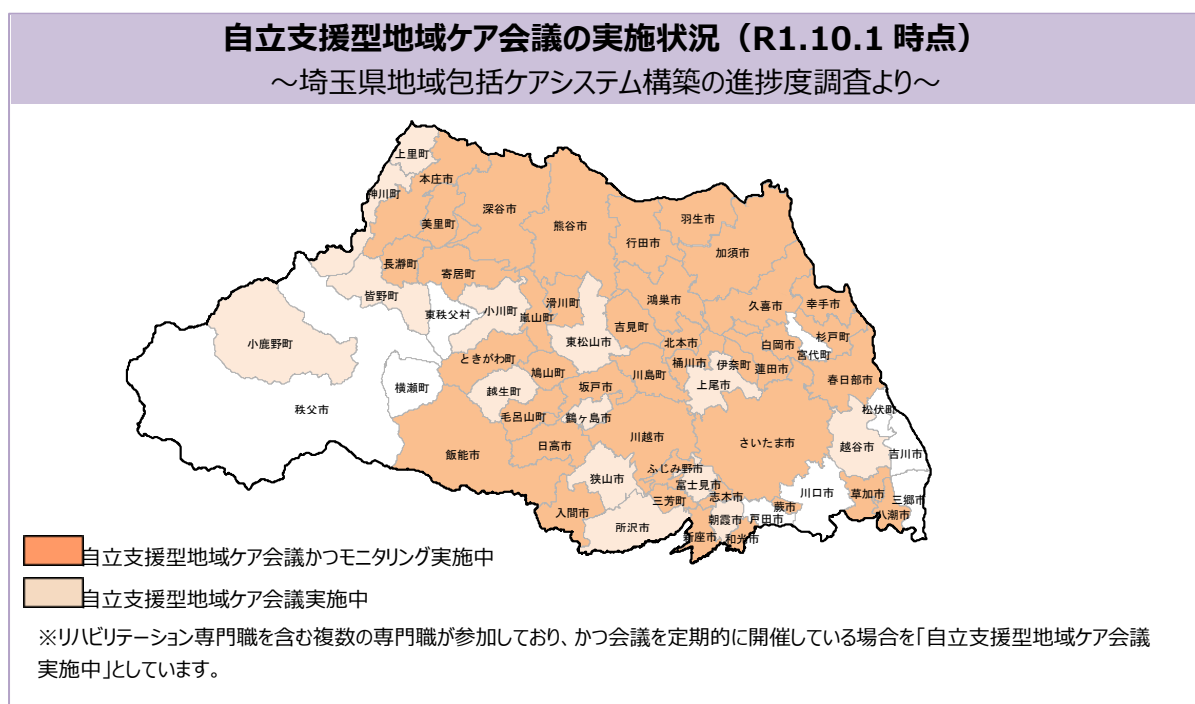 自立支援型地域ケア会議の実施状況（R1.10.1 時点）
～埼玉県地域包括ケアシステム構築の進捗度調査より～
上里町
本庄市
神川町
美里町
深谷市
熊谷市
行田市
羽生市
加須市
長瀞町
寄居町
皆野町
東秩父村
小川町
嵐山町
滑川町
東松山市
吉見町
鴻巣市
北本市
久喜市
幸手市
杉戸町
白岡市
宮代町
小鹿野町
ときがわ町
鳩山町
川島町
桶川市
伊奈町
蓮田市
上尾市
春日部市
横瀬町
越生町
坂戸市
鶴ヶ島市
毛呂山町
松伏町
秩父市
飯能市
日高市
川越市
さいたま市
越谷市
吉川市
狭山市
ふじみ野市
富士見市
三芳町
志木市
川口市
草加市
三郷市
八潮市
蕨市
戸田市
入間市
所沢市
朝霞市
新座市
和光市
自立支援型地域ケア会議かつモニタリング実施中
自立支援型地域ケア会議実施中
※リハビリテーション専門職を含む複数の専門職が参加しており、かつ会議を定期的に開催している場合を「自立支援型地域ケア会議
実施中」としています。